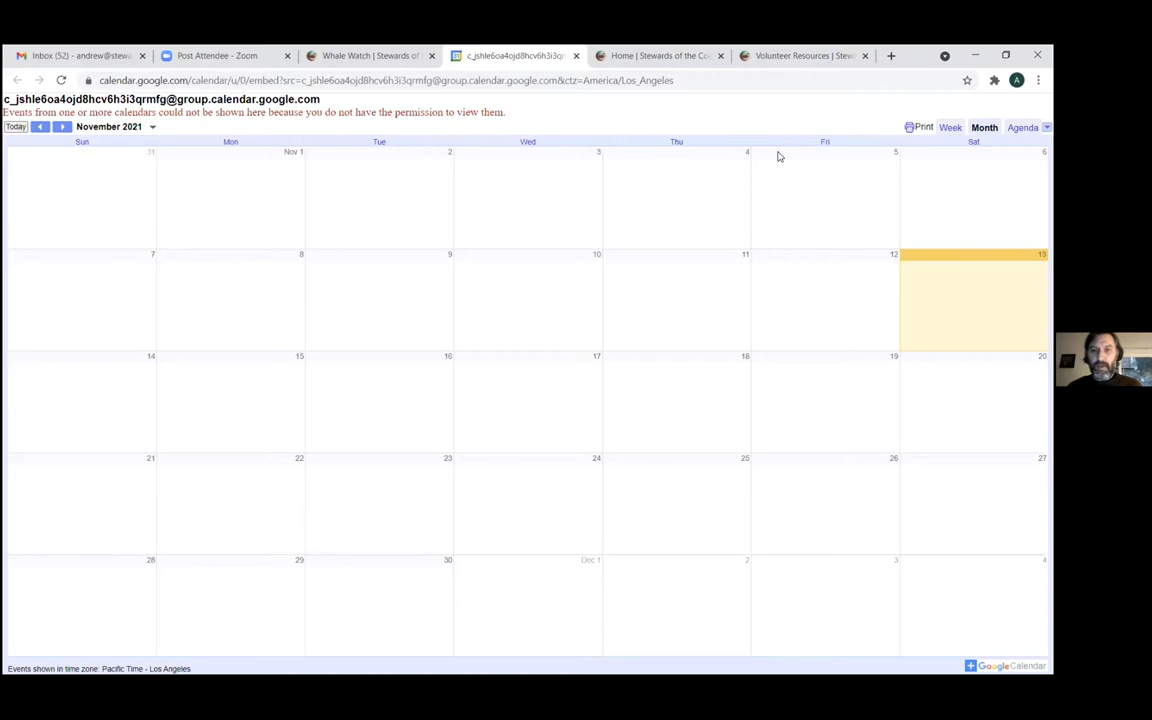 Inbox (52) - andrew@stewa
Post Attendee - Zoom
Whale Watch | Stewards of
c_jshle6oa4ojd8hcv6h3i3qrm
Home | Stewards of the Co
Volunteer Resources | Stew
calendar.google.com/calendar/u/0/embed?src=c_jshle6oa4ojd8hcv6h3i3qrmfg@group.calendar.google.com&ctz=America/Los_Angeles
A
c_jshle6oa4ojd8hcv6h3i3qrmfg@group.calendar.google.com
Events from one or more calendars could not be shown here because you do not have the permission to view them.
Today November 2021 Print Week Month Agenda
Sun Mon Tue Wed Thu Fri Sat
31 Nov 1 2 3 4 5 6
7 8 9 10 11 12 13
14 15 16 17 18 19 20
21 22 23 24 25 26 27
28 29 30 Dec 1 2 3 4
Events shown in time zone: Pacific Time - Los Angeles
Google Calendar